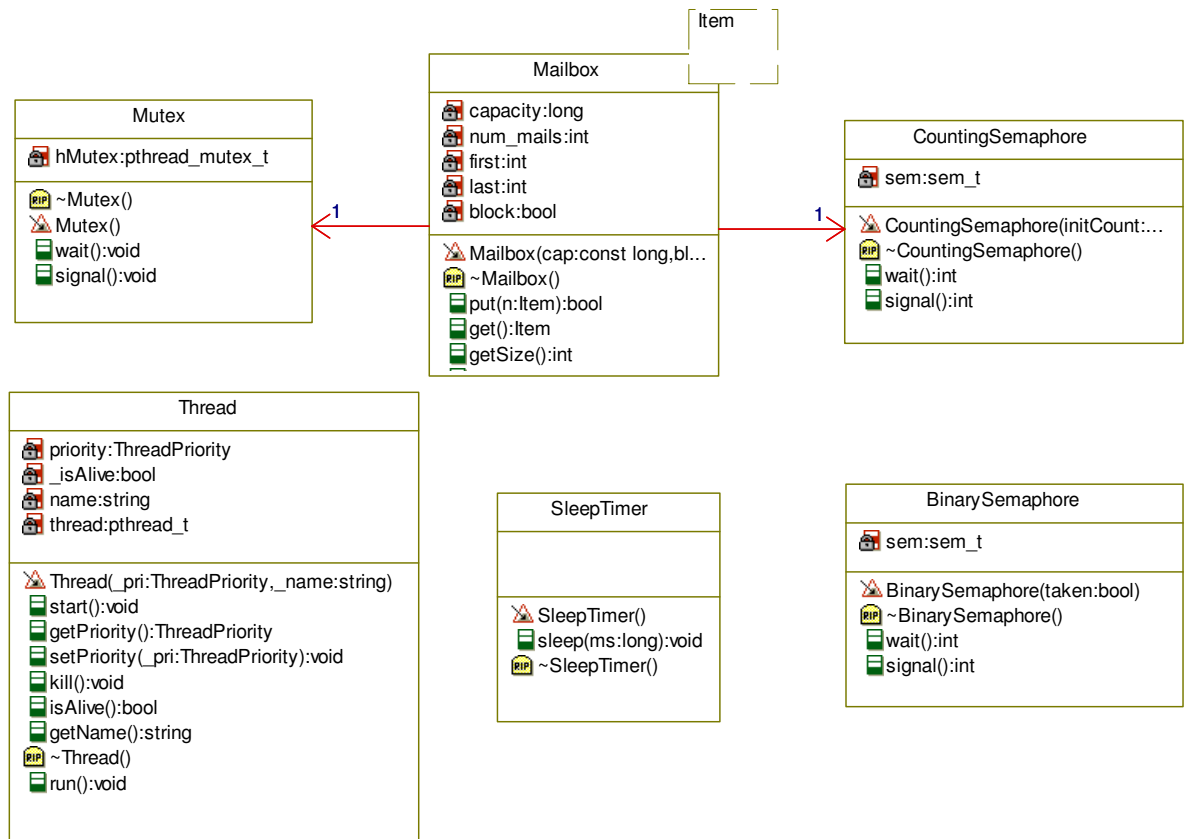 Item
Mailbox
capacity:long
num_mails:int
first:int
last:int
block:bool
Mailbox(cap:const long,bl...
~Mailbox()
put(n:Item):bool
get():Item
getSize():int
Mutex
hMutex:pthread_mutex_t
RIP ~Mutex()
Mutex()
wait():void
signal():void
1
1
CountingSemaphore
sem:sem_t
CountingSemaphore(initCount:...
RIP ~CountingSemaphore()
wait():int
signal():int
Thread
priority:ThreadPriority
_isAlive:bool
name:string
thread:pthread_t
Thread(_pri:ThreadPriority,_name:string)
start():void
getPriority():ThreadPriority
setPriority(_pri:ThreadPriority):void
kill():void
isAlive():bool
getName():string
RIP ~Thread()
run():void
SleepTimer
SleepTimer()
sleep(ms:long):void
RIP ~SleepTimer()
BinarySemaphore
sem:sem_t
BinarySemaphore(taken:bool)
RIP ~BinarySemaphore()
wait():int
signal():int